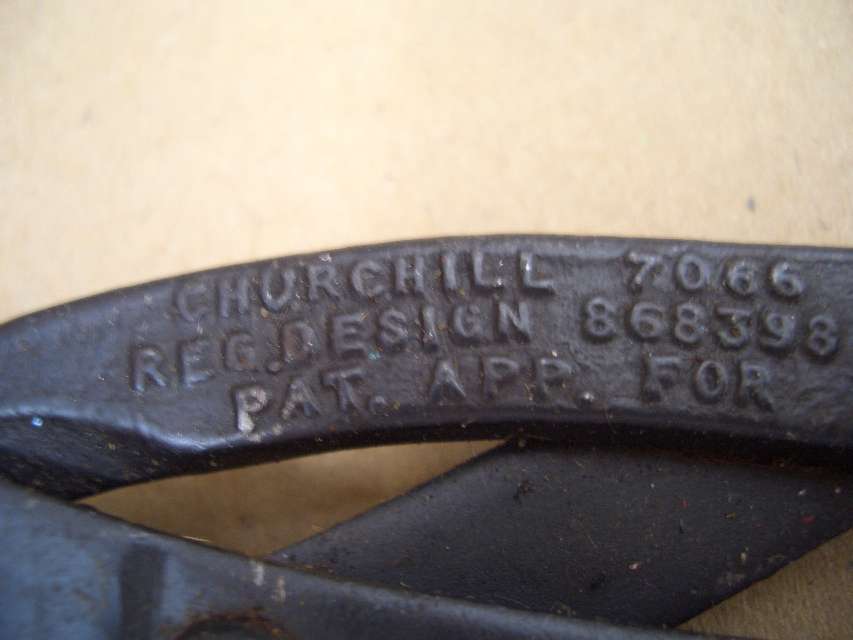 CHURCHILL 7066
REG. DESIGN 868398
PAT. APP. FOR